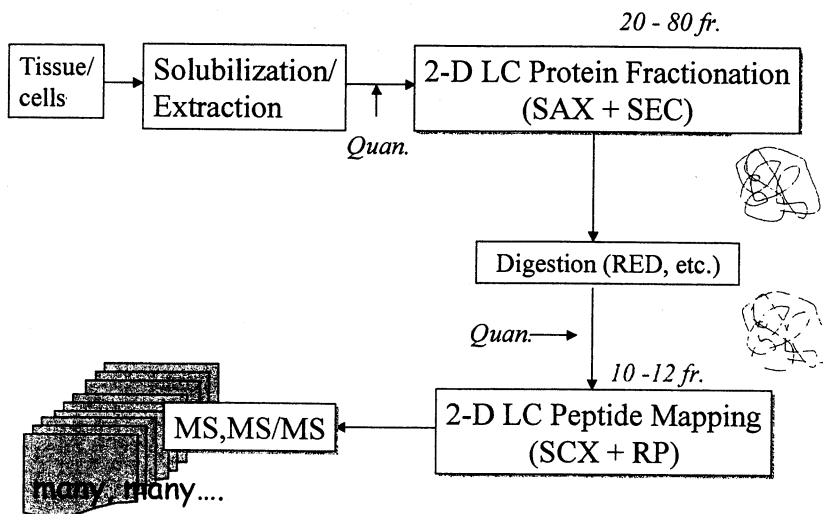 20 - 80 fr.
Tissue/
cells
Solubilization/
Extraction
Quan.
2-D LC Protein Fractionation
(SAX + SEC)
Digestion (RED, etc.)
Quan.
10 -12 fr.
2-D LC Peptide Mapping
(SCX + RP)
MS,MS/MS
many, many....